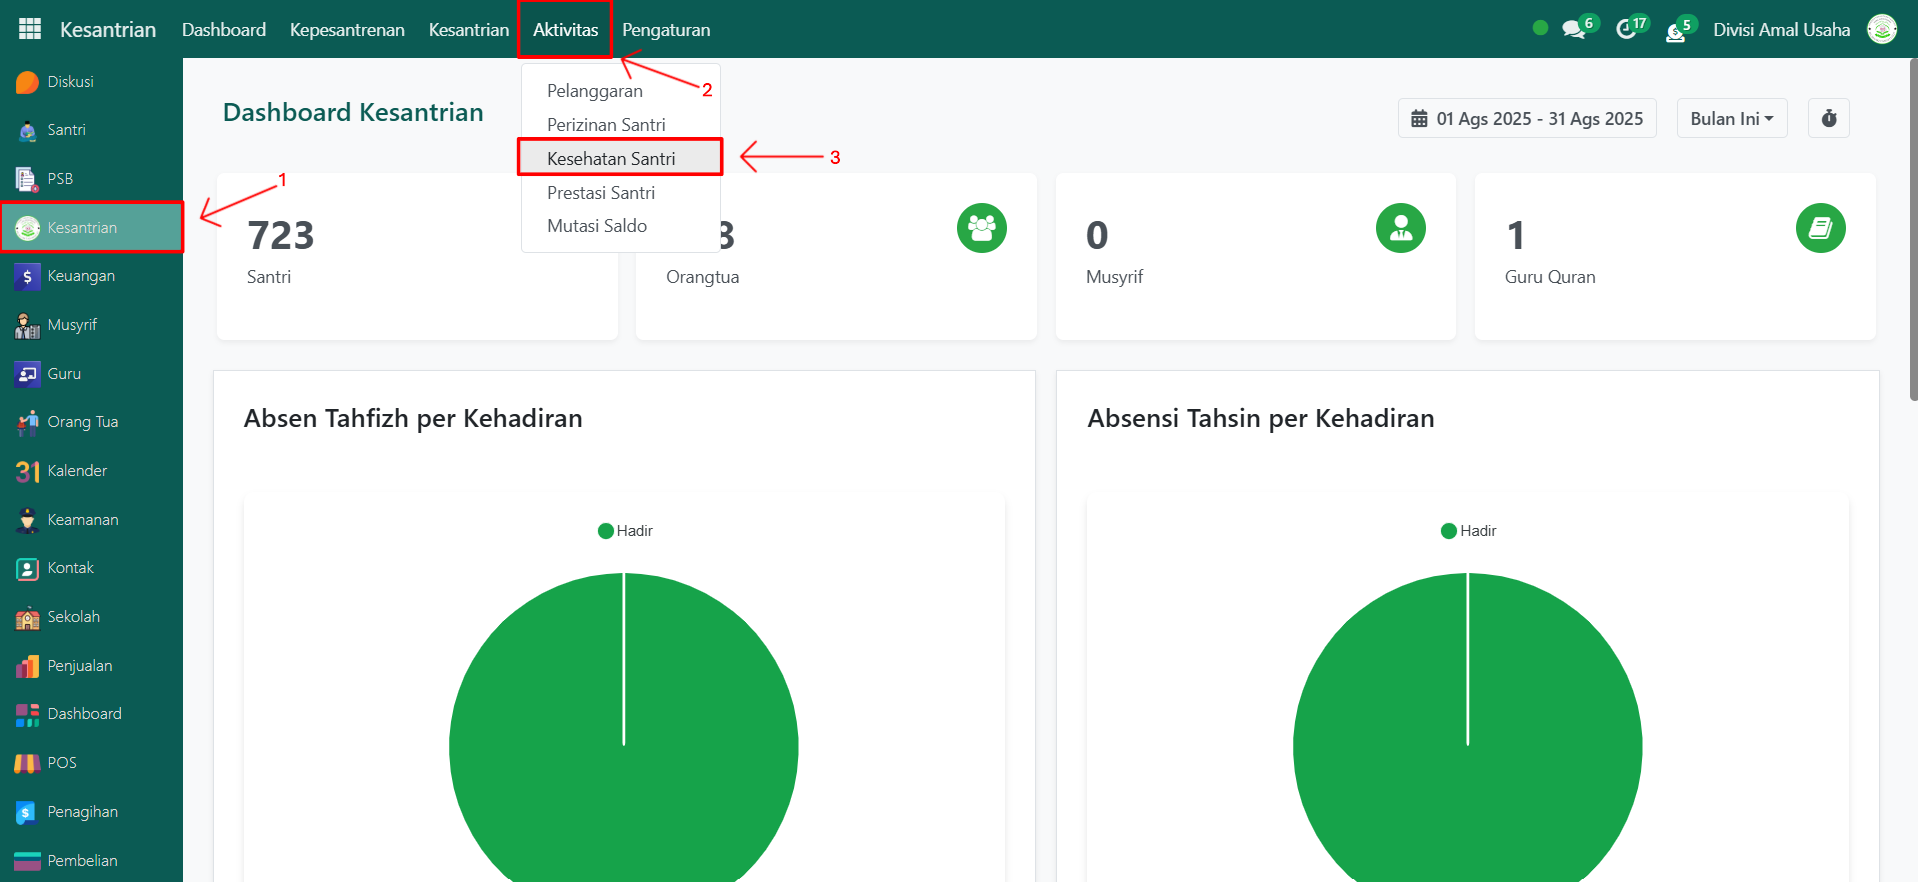 Kesantrian Dashboard Kepesantrenan Kesantrian Aktivitas Pengaturan 6 17 5 Divisi Amal Usaha
Diskusi
Santri
PSB
Kesantrian
Keuangan
Musyrif
Guru
Orang Tua
31 Kalender
Keamanan
Kontak
Sekolah
Penjualan
Dashboard
POS
Penagihan
Pembelian
1
2
3
Pelanggaran
Perizinan Santri
Kesehatan Santri
Prestasi Santri
Mutasi Saldo
Dashboard Kesantrian
01 Ags 2025 - 31 Ags 2025 Bulan Ini
723
Santri
3
Orangtua
0
Musyrif
1
Guru Quran
Absen Tahfizh per Kehadiran
Hadir
Absensi Tahsin per Kehadiran
Hadir